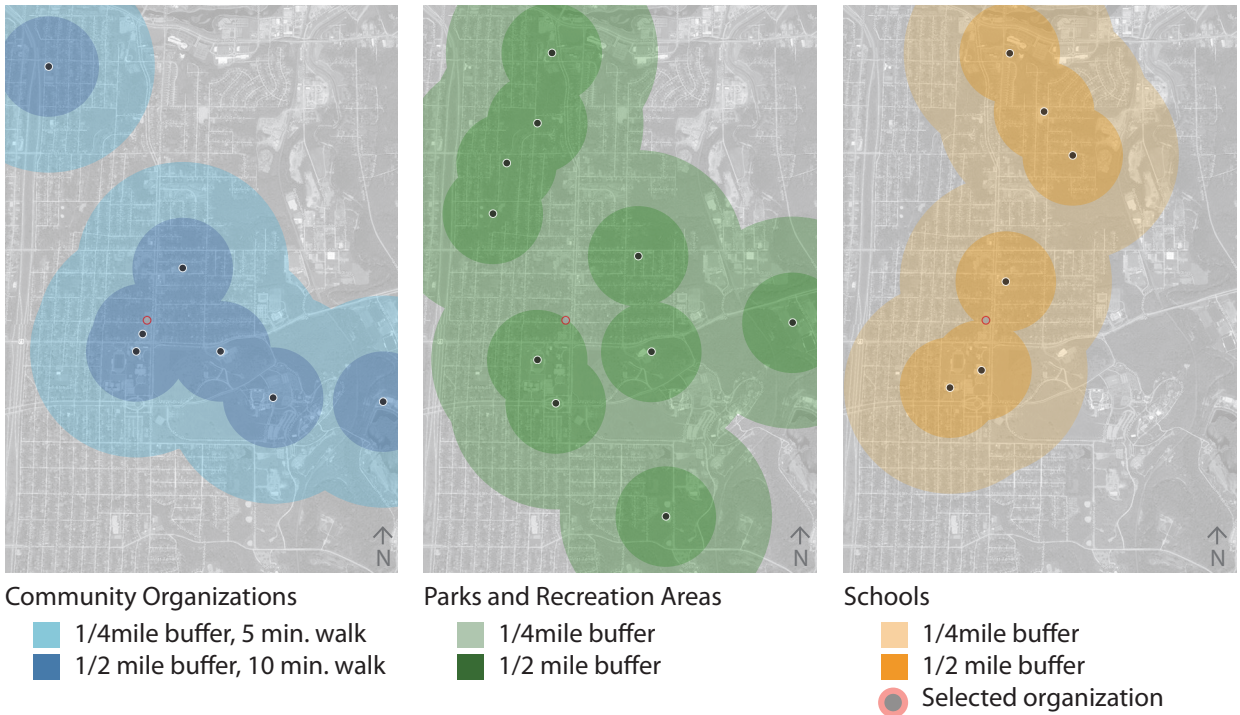 N
N
N
Community Organizations
1/4mile buffer, 5 min. walk
1/2 mile buffer, 10 min. walk
Parks and Recreation Areas
1/4mile buffer
1/2 mile buffer
Schools
1/4mile buffer
1/2 mile buffer
Selected organization